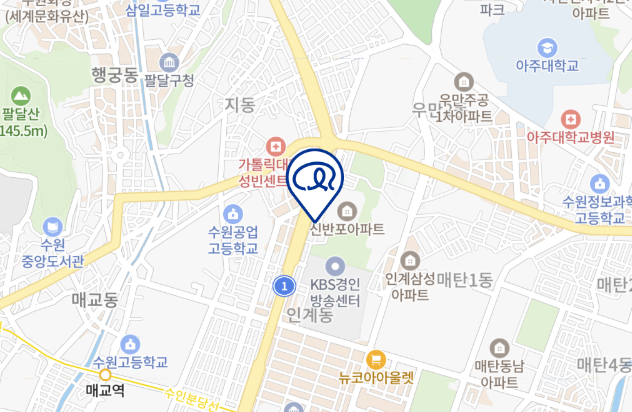 (세계문화유산)
삼일고등학교
파크
아파트
행궁동
팔달구청
아주대학교
팔달산
145.5m)
지동
우만주공
1차아파트
아주대학교병원
가톨릭대
성빈센트
수원정보과학
고등학교
수원
중앙도서관
수원공업
고등학교
신반포아파트
KBS경인
방송센터
인계삼성
아파트
매탄1동
매탄2
1
매교동
인계동
수원고등학교
매교역
수인분당선
뉴코아아울렛
매탄동남
아파트
매탄4동